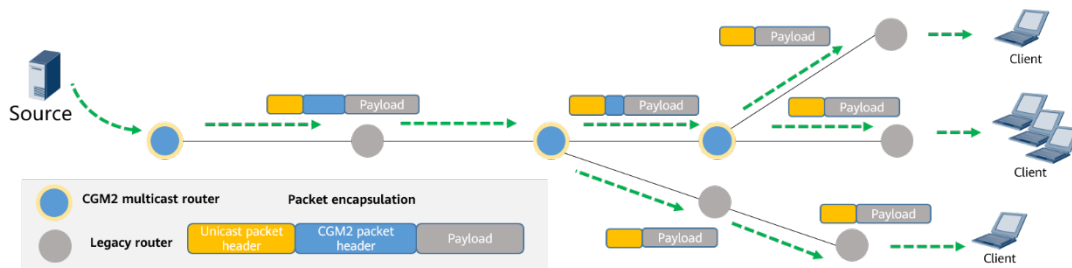 Payload
Client
Source
Payload
Payload
Payload
Client
CGM2 multicast router
Packet encapsulation
Legacy router
Unicast packet
header
CGM2 packet
header
Payload
Payload
Payload
Client